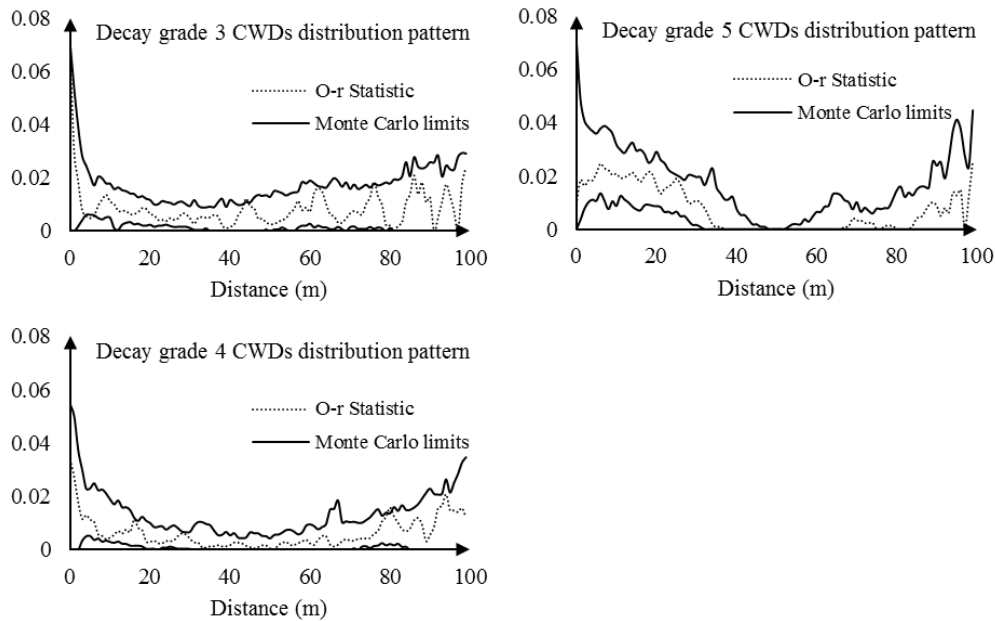 Decay grade 3 CWDs distribution pattern
0.08
0.06
0.04
0.02
0
O-r Statistic
Monte Carlo limits
0 20 40 60 80 100
Distance (m)
Decay grade 5 CWDs distribution pattern
0.08
0.06
0.04
0.02
0
O-r Statistic
Monte Carlo limits
0 20 40 60 80 100
Distance (m)
Decay grade 4 CWDs distribution pattern
0.08
0.06
0.04
0.02
0
O-r Statistic
Monte Carlo limits
0 20 40 60 80 100
Distance (m)